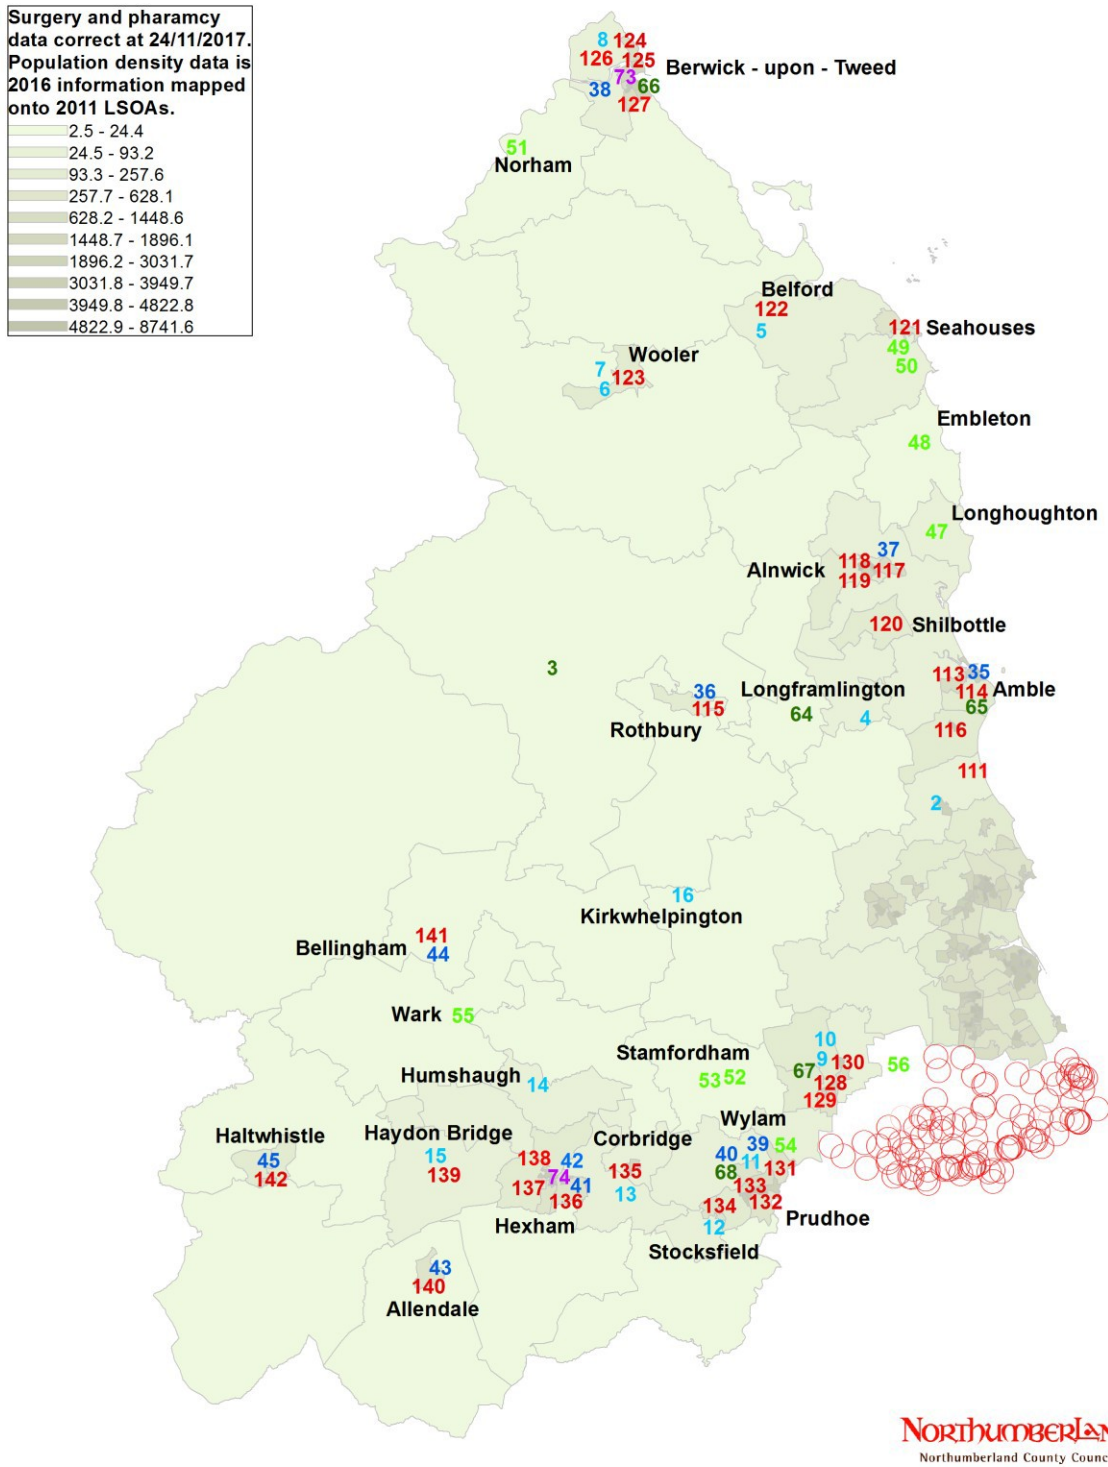 Surgery and pharamcy
data correct at 24/11/2017.
Population density data is
2016 information mapped
onto 2011 LSOAs.
2.5 - 24.4
24.5 - 93.2
93.3 - 257.6
257.7 - 628.1
628.2 - 1448.6
1448.7 - 1896.1
1896.2 - 3031.7
3031.8 - 3949.7
3949.8 - 4822.8
4822.9 - 8741.6
8 124
126 125
73
Berwick - upon - Tweed
38 66
127
51
Norham
Belford
122
5
121 Seahouses
49
50
Wooler
7
123
6
Embleton
48
Longhoughton
47
37
118
Alnwick
117
119
120 Shilbottle
3
113 35
36 Longframlington
114 Amble
115
65
64 4
Rothbury
116
111
2
16
Kirkwhelpington
141
Bellingham
44
Wark 55
10
Stamfordham
9 130
56
67
Humshaugh
53 52
14
128
129
Wylam
Haydon Bridge
Corbridge
Haltwhistle
39 54
15
138 42
40
45
11
139
135
131
142
74
68
137 41
133
13
136
134 132
Hexham
Prudhoe
12
Stocksfield
43
140
Allendale
NORTHUMBERLAN
Northumberland County Counc